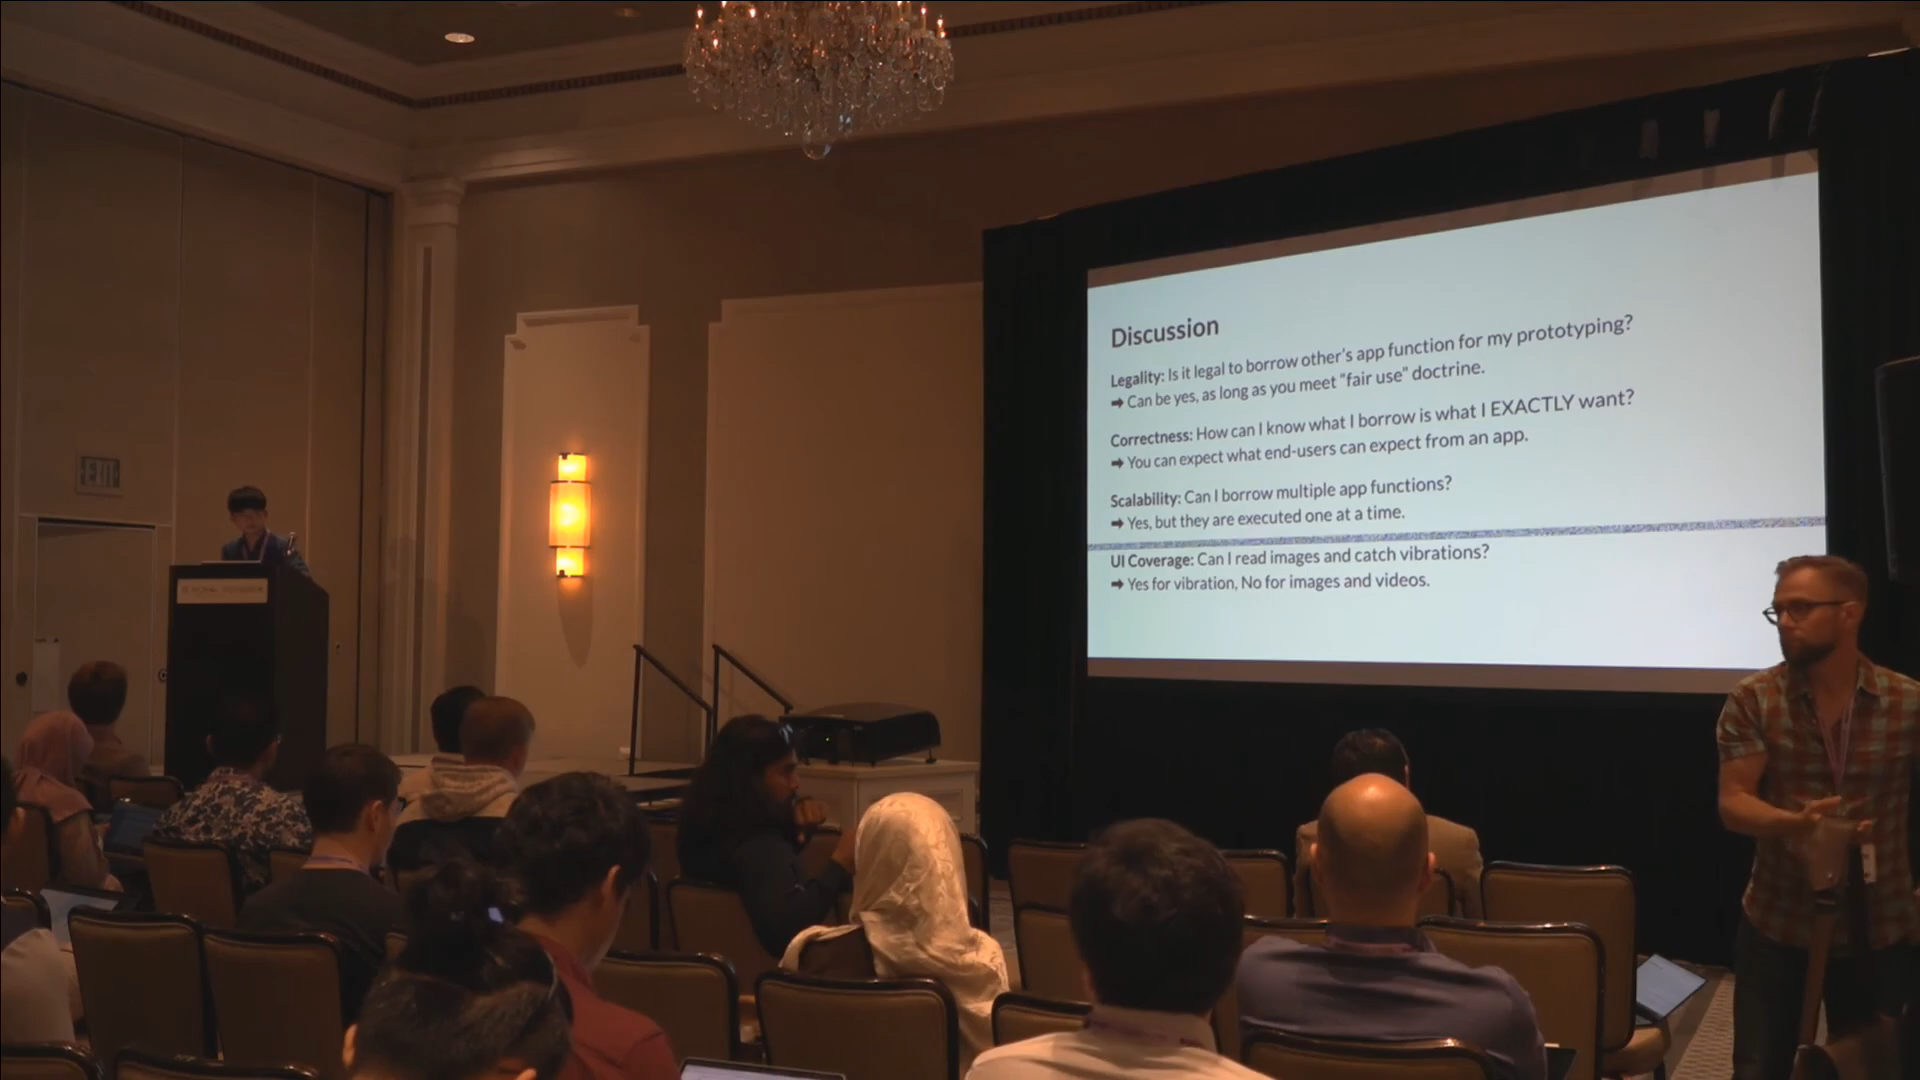 EXIT
Discussion
Legality: Is it legal to borrow other's app function for my prototyping?
➡ Can be yes, as long as you meet "fair use" doctrine.
Correctness: How can I know what I borrow is what I EXACTLY want?
➡ You can expect what end-users can expect from an app.
Scalability: Can I borrow multiple app functions?
➡ Yes, but they are executed one at a time.
UI Coverage: Can I read images and catch vibrations?
➡ Yes for vibration, No for images and videos.